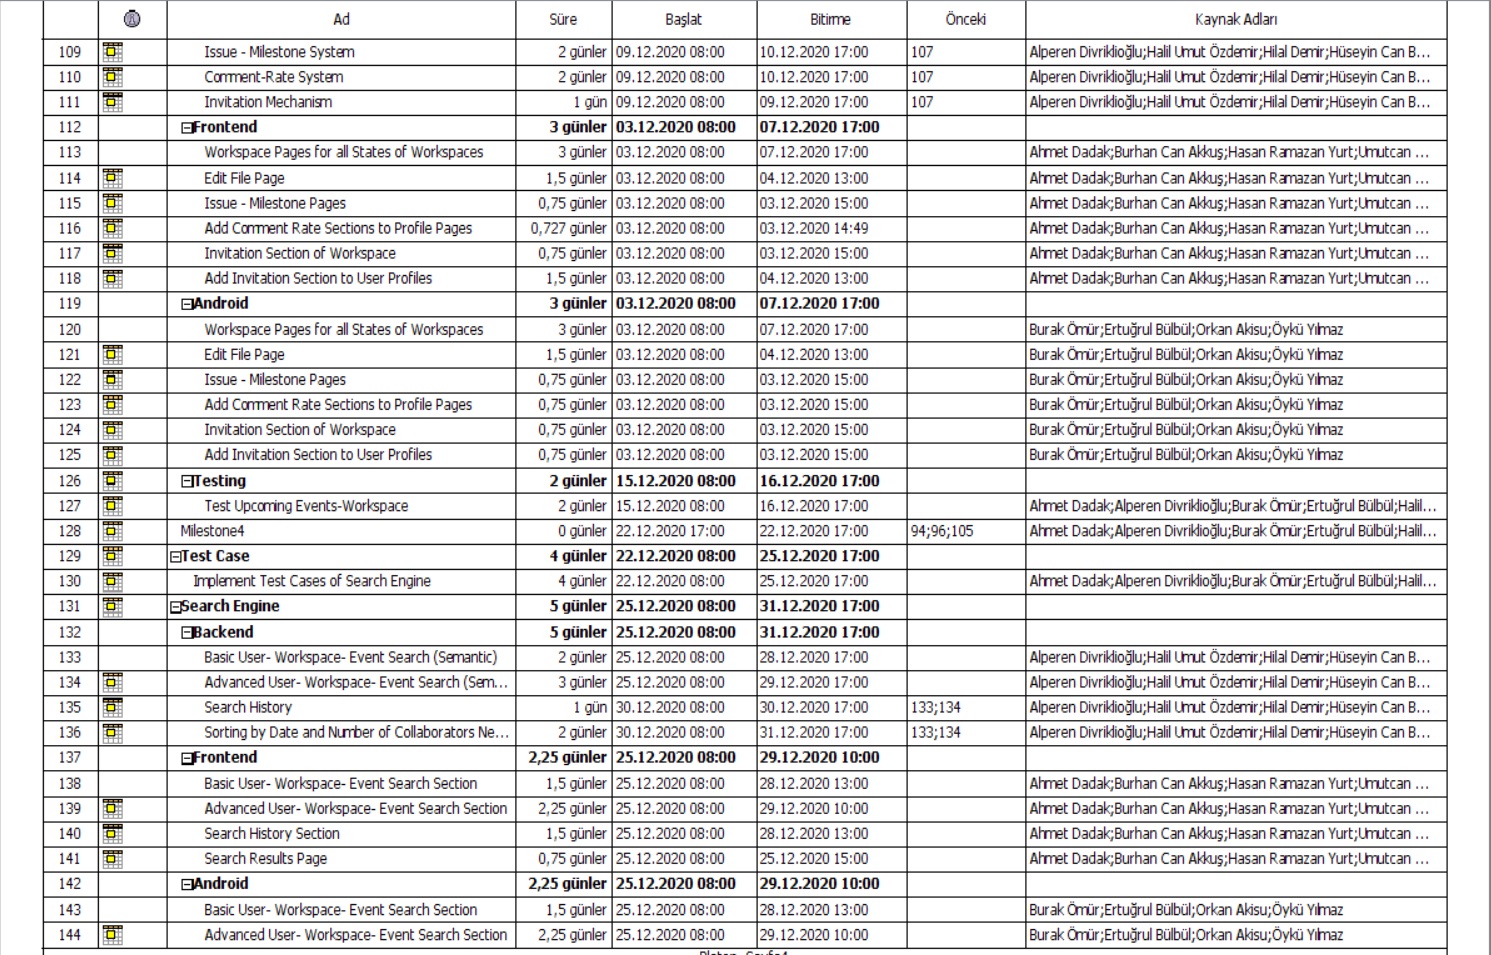 Ad Süre Başlat Bitirme Önceki Kaynak Adları
109 Issue - Milestone System 2 günler 09.12.2020 08:00 10.12.2020 17:00 107 Alperen Divriklioğlu;Halil Umut Özdemir;Hilal Demir;Hüseyin Can B...
110 Comment-Rate System 2 günler 09.12.2020 08:00 10.12.2020 17:00 107 Alperen Divriklioğlu;Halil Umut Özdemir;Hilal Demir;Hüseyin Can B...
111 Invitation Mechanism 1 gün 09.12.2020 08:00 09.12.2020 17:00 107 Alperen Divriklioğlu;Halil Umut Özdemir;Hilal Demir;Hüseyin Can B...
112 Frontend 3 günler 03.12.2020 08:00 07.12.2020 17:00
113 Workspace Pages for all States of Workspaces 3 günler 03.12.2020 08:00 07.12.2020 17:00 Ahmet Dadak;Burhan Can Akkuş;Hasan Ramazan Yurt;Umutcan ...
114 Edit File Page 1,5 günler 03.12.2020 08:00 04.12.2020 13:00 Ahmet Dadak;Burhan Can Akkuş;Hasan Ramazan Yurt;Umutcan ...
115 Issue - Milestone Pages 0,75 günler 03.12.2020 08:00 03.12.2020 15:00 Ahmet Dadak;Burhan Can Akkuş;Hasan Ramazan Yurt;Umutcan ...
116 Add Comment Rate Sections to Profile Pages 0,727 günler 03.12.2020 08:00 03.12.2020 14:49 Ahmet Dadak;Burhan Can Akkuş;Hasan Ramazan Yurt;Umutcan ...
117 Invitation Section of Workspace 0,75 günler 03.12.2020 08:00 03.12.2020 15:00 Ahmet Dadak;Burhan Can Akkuş;Hasan Ramazan Yurt;Umutcan ...
118 Add Invitation Section to User Profiles 1,5 günler 03.12.2020 08:00 04.12.2020 13:00 Ahmet Dadak;Burhan Can Akkuş;Hasan Ramazan Yurt;Umutcan ...
119 Android 3 günler 03.12.2020 08:00 07.12.2020 17:00
120 Workspace Pages for all States of Workspaces 3 günler 03.12.2020 08:00 07.12.2020 17:00 Burak Ömür;Ertuğrul Bülbül;Orkan Akisu;Öykü Yılmaz
121 Edit File Page 1,5 günler 03.12.2020 08:00 04.12.2020 13:00 Burak Ömür;Ertuğrul Bülbül;Orkan Akisu;Öykü Yılmaz
122 Issue - Milestone Pages 0,75 günler 03.12.2020 08:00 03.12.2020 15:00 Burak Ömür;Ertuğrul Bülbül;Orkan Akisu;Öykü Yılmaz
123 Add Comment Rate Sections to Profile Pages 0,75 günler 03.12.2020 08:00 03.12.2020 15:00 Burak Ömür;Ertuğrul Bülbül;Orkan Akisu;Öykü Yılmaz
124 Invitation Section of Workspace 0,75 günler 03.12.2020 08:00 03.12.2020 15:00 Burak Ömür;Ertuğrul Bülbül;Orkan Akisu;Öykü Yılmaz
125 Add Invitation Section to User Profiles 0,75 günler 03.12.2020 08:00 03.12.2020 15:00 Burak Ömür;Ertuğrul Bülbül;Orkan Akisu;Öykü Yılmaz
126 Testing 2 günler 15.12.2020 08:00 16.12.2020 17:00
127 Test Upcoming Events-Workspace 2 günler 15.12.2020 08:00 16.12.2020 17:00 Ahmet Dadak;Alperen Divriklioğlu;Burak Ömür;Ertuğrul Bülbül;Halil...
128 Milestone4 0 günler 22.12.2020 17:00 22.12.2020 17:00 94;96;105 Ahmet Dadak;Alperen Divriklioğlu;Burak Ömür;Ertuğrul Bülbül;Halil...
129 Test Case 4 günler 22.12.2020 08:00 25.12.2020 17:00
130 Implement Test Cases of Search Engine 4 günler 22.12.2020 08:00 25.12.2020 17:00 Ahmet Dadak;Alperen Divriklioğlu;Burak Ömür;Ertuğrul Bülbül;Halil...
131 Search Engine 5 günler 25.12.2020 08:00 31.12.2020 17:00
132 Backend 5 günler 25.12.2020 08:00 31.12.2020 17:00
133 Basic User- Workspace- Event Search (Semantic) 2 günler 25.12.2020 08:00 28.12.2020 17:00 Alperen Divriklioğlu;Halil Umut Özdemir;Hilal Demir;Hüseyin Can B...
134 Advanced User- Workspace- Event Search (Sem... 3 günler 25.12.2020 08:00 29.12.2020 17:00 Alperen Divriklioğlu;Halil Umut Özdemir;Hilal Demir;Hüseyin Can B...
135 Search History 1 gün 30.12.2020 08:00 30.12.2020 17:00 133;134 Alperen Divriklioğlu;Halil Umut Özdemir;Hilal Demir;Hüseyin Can B...
136 Sorting by Date and Number of Collaborators Ne... 2 günler 30.12.2020 08:00 31.12.2020 17:00 133;134 Alperen Divriklioğlu;Halil Umut Özdemir;Hilal Demir;Hüseyin Can B...
137 Frontend 2,25 günler 25.12.2020 08:00 29.12.2020 10:00
138 Basic User- Workspace- Event Search Section 1,5 günler 25.12.2020 08:00 28.12.2020 13:00 Ahmet Dadak;Burhan Can Akkuş;Hasan Ramazan Yurt;Umutcan ...
139 Advanced User- Workspace- Event Search Section 2,25 günler 25.12.2020 08:00 29.12.2020 10:00 Ahmet Dadak;Burhan Can Akkuş;Hasan Ramazan Yurt;Umutcan ...
140 Search History Section 1,5 günler 25.12.2020 08:00 28.12.2020 13:00 Ahmet Dadak;Burhan Can Akkuş;Hasan Ramazan Yurt;Umutcan ...
141 Search Results Page 0,75 günler 25.12.2020 08:00 25.12.2020 15:00 Ahmet Dadak;Burhan Can Akkuş;Hasan Ramazan Yurt;Umutcan ...
142 Android 2,25 günler 25.12.2020 08:00 29.12.2020 10:00
143 Basic User- Workspace- Event Search Section 1,5 günler 25.12.2020 08:00 28.12.2020 13:00 Burak Ömür;Ertuğrul Bülbül;Orkan Akisu;Öykü Yılmaz
144 Advanced User- Workspace- Event Search Section 2,25 günler 25.12.2020 08:00 29.12.2020 10:00 Burak Ömür;Ertuğrul Bülbül;Orkan Akisu;Öykü Yılmaz